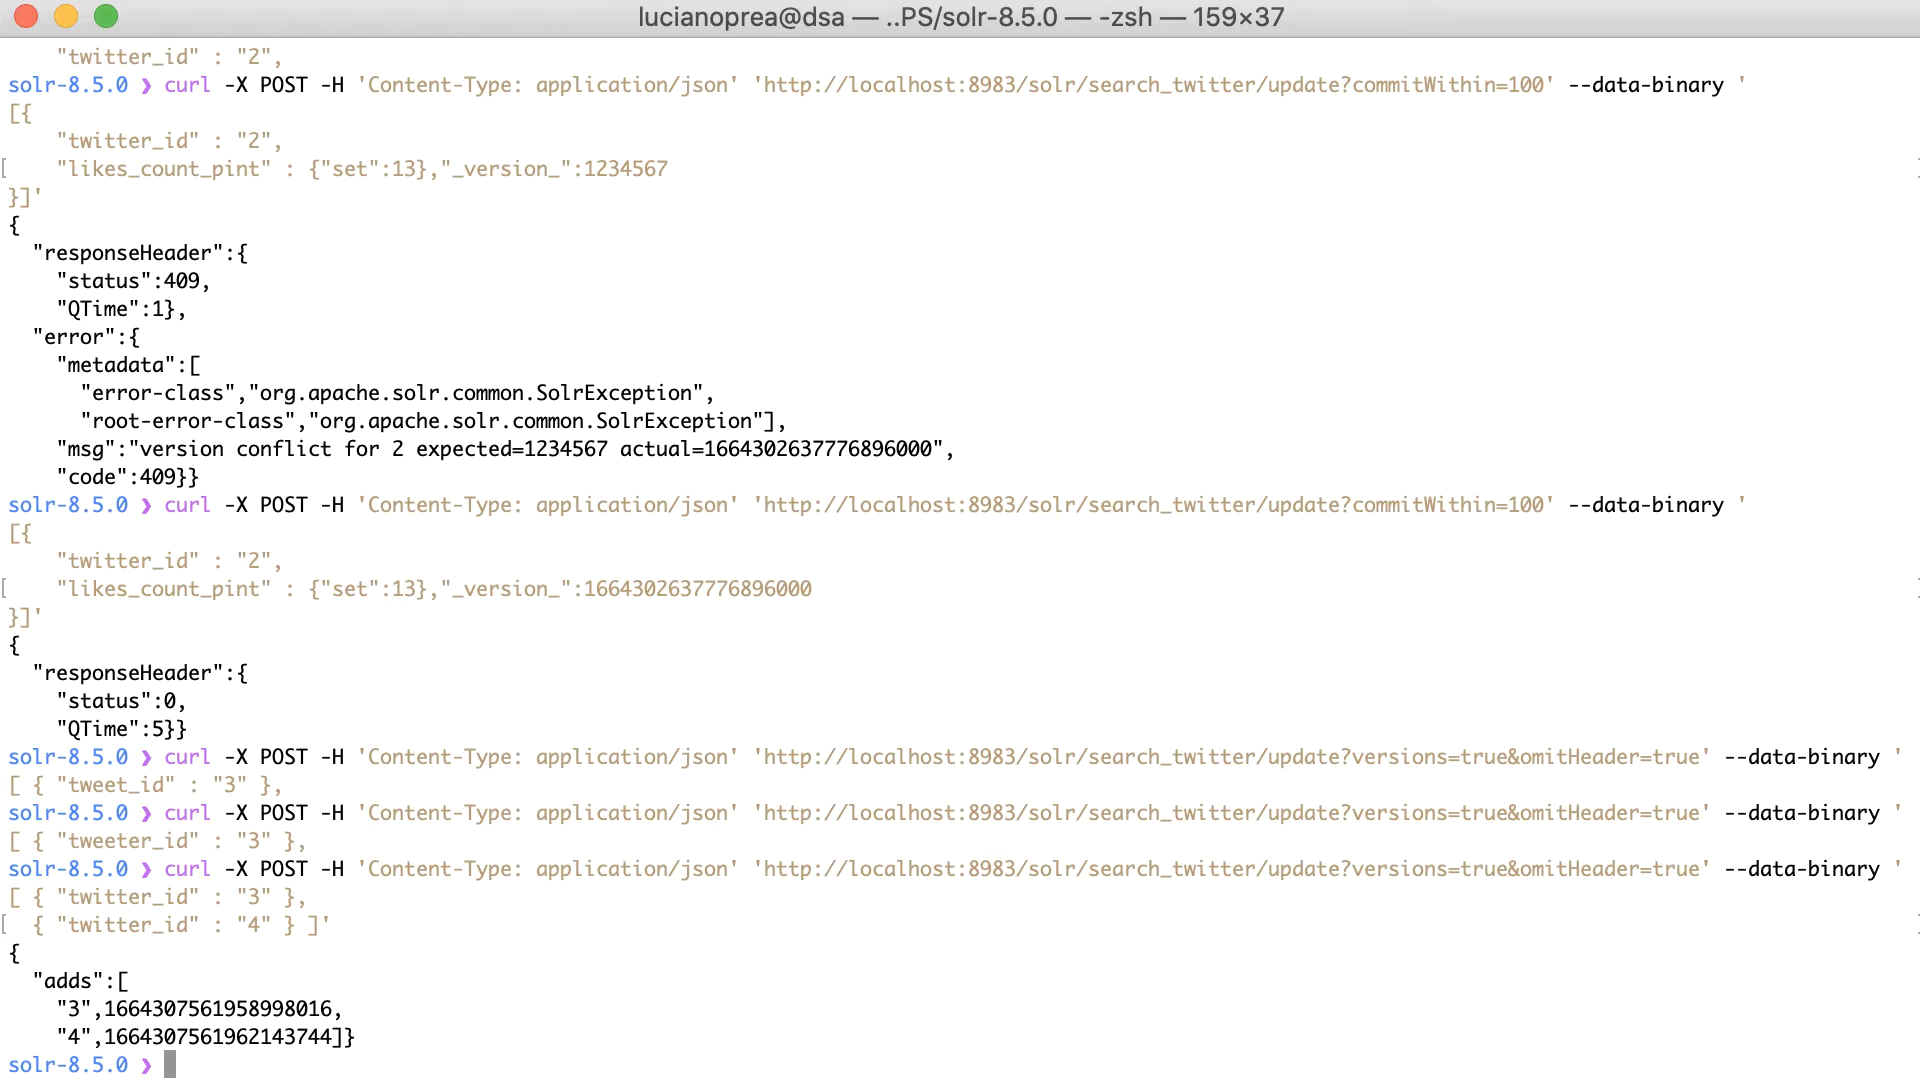 lucianoprea@dsa — ..PS/solr-8.5.0 — -zsh — 159×37
    "twitter_id" : "2",
solr-8.5.0 ❯ curl -X POST -H 'Content-Type: application/json' 'http://localhost:8983/solr/search_twitter/update?commitWithin=100' --data-binary '
[{
    "twitter_id" : "2",
    "likes_count_pint" : {"set":13},"_version_":1234567
}]'
{
  "responseHeader":{
    "status":409,
    "QTime":1},
  "error":{
    "metadata":[
      "error-class","org.apache.solr.common.SolrException",
      "root-error-class","org.apache.solr.common.SolrException"],
    "msg":"version conflict for 2 expected=1234567 actual=1664302637776896000",
    "code":409}}
solr-8.5.0 ❯ curl -X POST -H 'Content-Type: application/json' 'http://localhost:8983/solr/search_twitter/update?commitWithin=100' --data-binary '
[{
    "twitter_id" : "2",
    "likes_count_pint" : {"set":13},"_version_":1664302637776896000
}]'
{
  "responseHeader":{
    "status":0,
    "QTime":5}}
solr-8.5.0 ❯ curl -X POST -H 'Content-Type: application/json' 'http://localhost:8983/solr/search_twitter/update?versions=true&omitHeader=true' --data-binary '
[ { "tweet_id" : "3" },
solr-8.5.0 ❯ curl -X POST -H 'Content-Type: application/json' 'http://localhost:8983/solr/search_twitter/update?versions=true&omitHeader=true' --data-binary '
[ { "tweeter_id" : "3" },
solr-8.5.0 ❯ curl -X POST -H 'Content-Type: application/json' 'http://localhost:8983/solr/search_twitter/update?versions=true&omitHeader=true' --data-binary '
[ { "twitter_id" : "3" },
  { "twitter_id" : "4" } ]'
{
  "adds":[
    "3",1664307561958998016,
    "4",1664307561962143744]}
solr-8.5.0 ❯